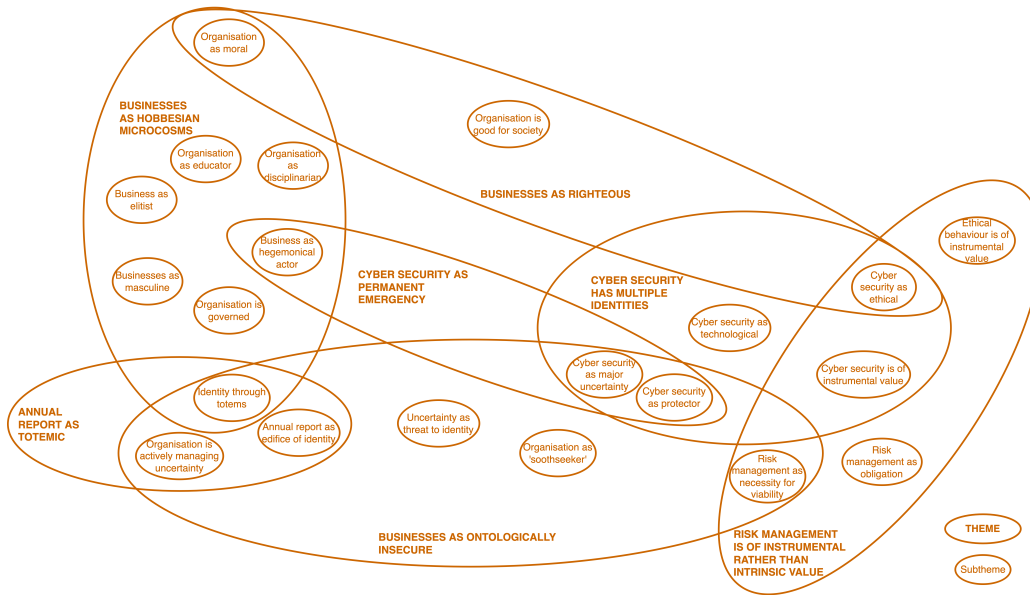 Organisation
as moral
BUSINESSES
AS HOBBESIAN
MICROCOSMS
Organisation is
good for society
Organisation
as educator
Organisation
as
disciplinarian
Business as
elitist
BUSINESSES AS RIGHTEOUS
Ethical
behaviour is of
instrumental
value
Business as
hegemonical
actor
Businesses as
masculine
CYBER SECURITY AS
PERMANENT
EMERGENCY
CYBER SECURITY
HAS MULTIPLE
IDENTITIES
Cyber
security as
ethical
Organisation is
governed
Cyber security as
technological
Cyber security
as major
uncertainty
Cyber security
as protector
Cyber security is of
instrumental value
Identity through
totems
ANNUAL
REPORT AS
TOTEMIC
Annual report as
edifice of identity
Uncertainty as
threat to identity
Organisation is
actively managing
uncertainty
Organisation as
'soothseeker'
Risk
management as
necessity for
viability
Risk
management as
obligation
BUSINESSES AS ONTOLOGICALLY
INSECURE
RISK MANAGEMENT
IS OF INSTRUMENTAL
RATHER THAN
INTRINSIC VALUE
THEME
Subtheme